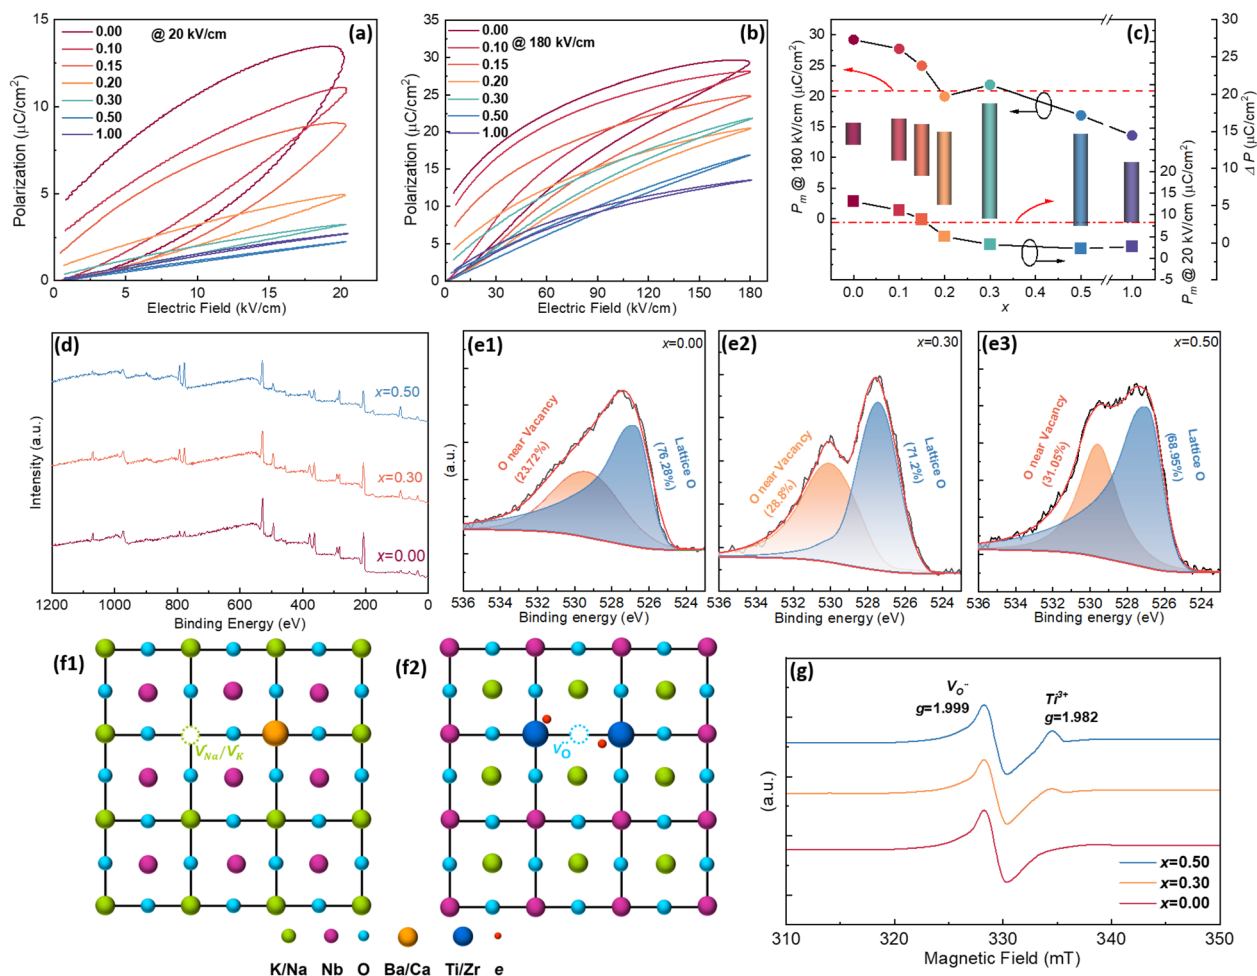 (a)
@ 20 kV/cm
0.00
0.10
0.15
0.20
0.30
0.50
1.00
Polarization (μC/cm²)
15
10
5
0
0 5 10 15 20
Electric Field (kV/cm)
(b)
@ 180 kV/cm
0.00
0.10
0.15
0.20
0.30
0.50
1.00
Polarization (μC/cm²)
35
30
25
20
15
10
5
0
0 30 60 90 120 150 180
Electric Field (kV/cm)
(c)
P_m @ 180 kV/cm (μC/cm²)
30
25
20
15
10
5
0
0.0 0.1 0.2 0.3 0.4 0.5 1.0
x
20
15
10
5
0
-5
P_m @ 20 kV/cm (μC/cm²)
30
25
20
15
10
5
0
Δ P (μC/cm²)
(d)
x=0.50
x=0.30
x=0.00
Intensity (a.u.)
1200 1000 800 600 400 200 0
Binding Energy (eV)
(e1)
x=0.00
O near Vacancy
(23.72%)
Lattice O
(76.28%)
(a.u.)
536 534 532 530 528 526 524
Binding energy (eV)
(e2)
x=0.30
O near Vacancy
(28.8%)
Lattice O
(71.2%)
536 534 532 530 528 526 524
Binding energy (eV)
(e3)
x=0.50
O near Vacancy
(31.05%)
Lattice O
(68.95%)
536 534 532 530 528 526 524
Binding energy (eV)
(f1)
V_Na/V_K
(f2)
V_O
K/Na Nb O Ba/Ca Ti/Zr e
(g)
V_O⁻
g=1.999
Ti³⁺
g=1.982
(a.u.)
x=0.50
x=0.30
x=0.00
310 320 330 340 350
Magnetic Field (mT)